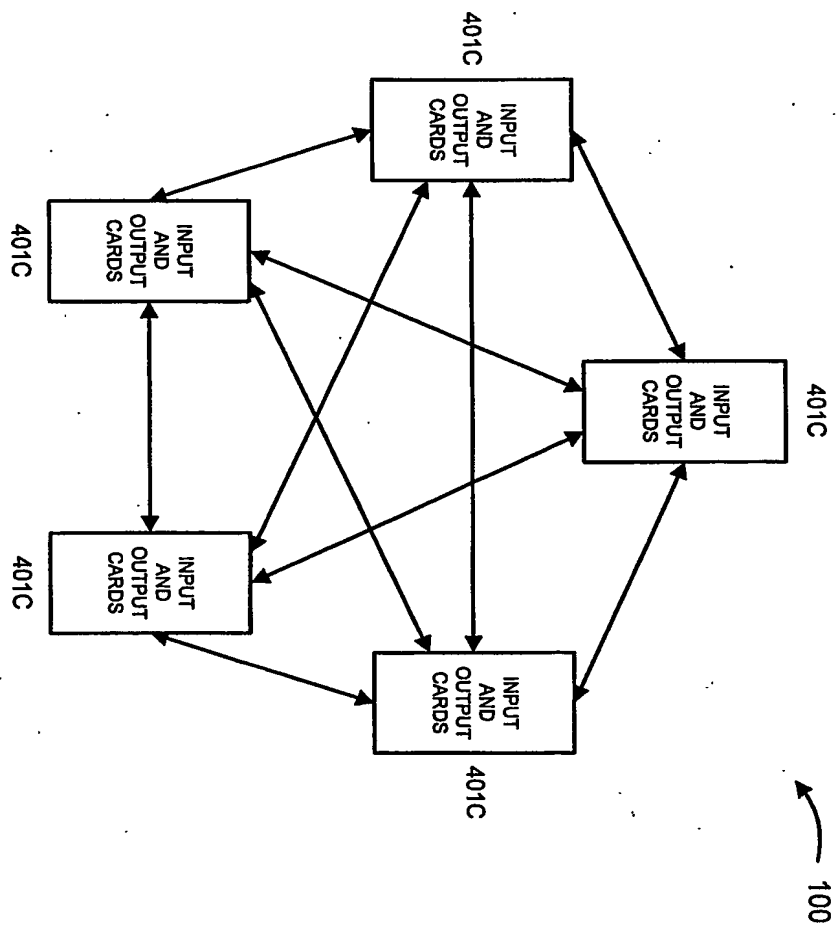 401C
INPUT
AND
OUTPUT
CARDS
401C
INPUT
AND
OUTPUT
CARDS
INPUT
AND
OUTPUT
CARDS
401C
INPUT
AND
OUTPUT
CARDS
401C
INPUT
AND
OUTPUT
CARDS
401C
100